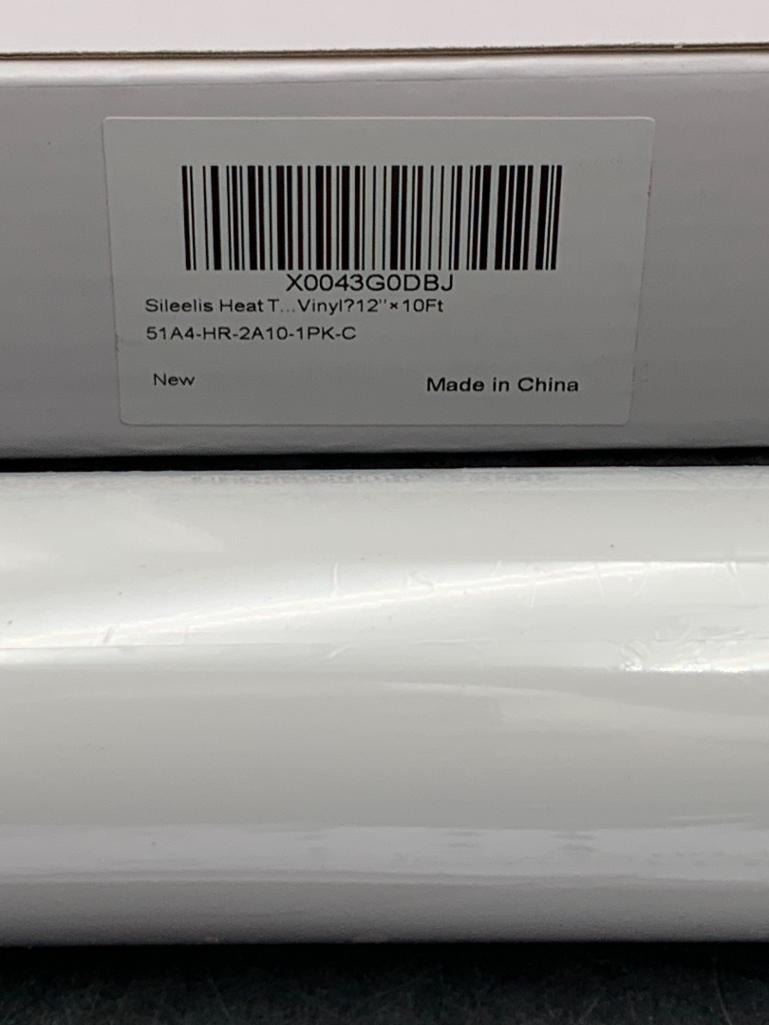 X0043G0DBJ
Sileelis Heat T...Vinyl?12''×10Ft
51A4-HR-2A10-1PK-C
New
Made in China